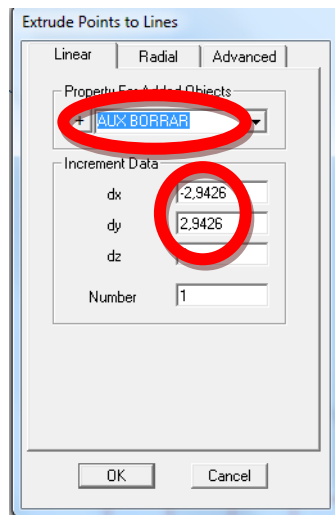 Extrude Points to Lines
Linear Radial Advanced
Property For Added Objects
+ AUX BORRAR
Increment Data
dx -2,9426
dy 2,9426
dz
Number 1
OK Cancel